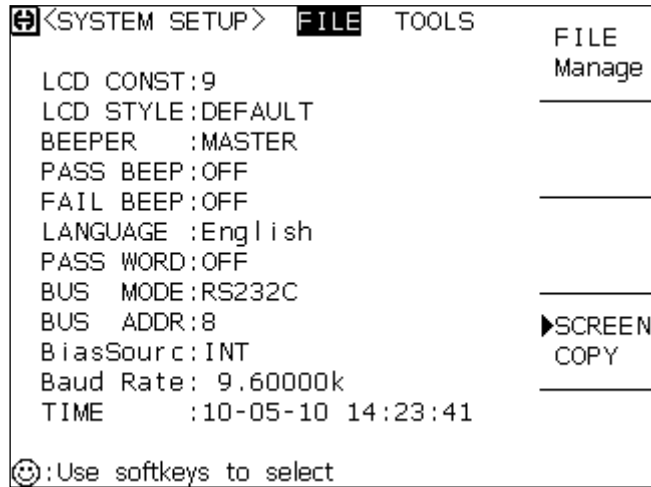 <SYSTEM SETUP> FILE TOOLS
FILE
Manage
LCD CONST:9
LCD STYLE:DEFAULT
BEEPER :MASTER
PASS BEEP:OFF
FAIL BEEP:OFF
LANGUAGE :English
PASS WORD:OFF
BUS MODE:RS232C
BUS ADDR:8
BiasSourc:INT
Baud Rate: 9.60000k
TIME :10-05-10 14:23:41
SCREEN
COPY
:Use softkeys to select